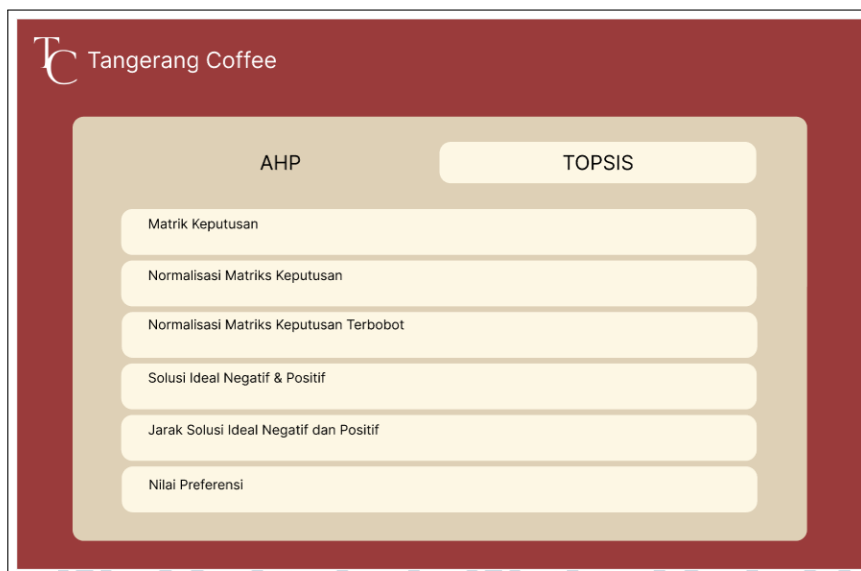 TC Tangerang Coffee
AHP TOPSIS
Matrik Keputusan
Normalisasi Matriks Keputusan
Normalisasi Matriks Keputusan Terbobot
Solusi Ideal Negatif & Positif
Jarak Solusi Ideal Negatif dan Positif
Nilai Preferensi